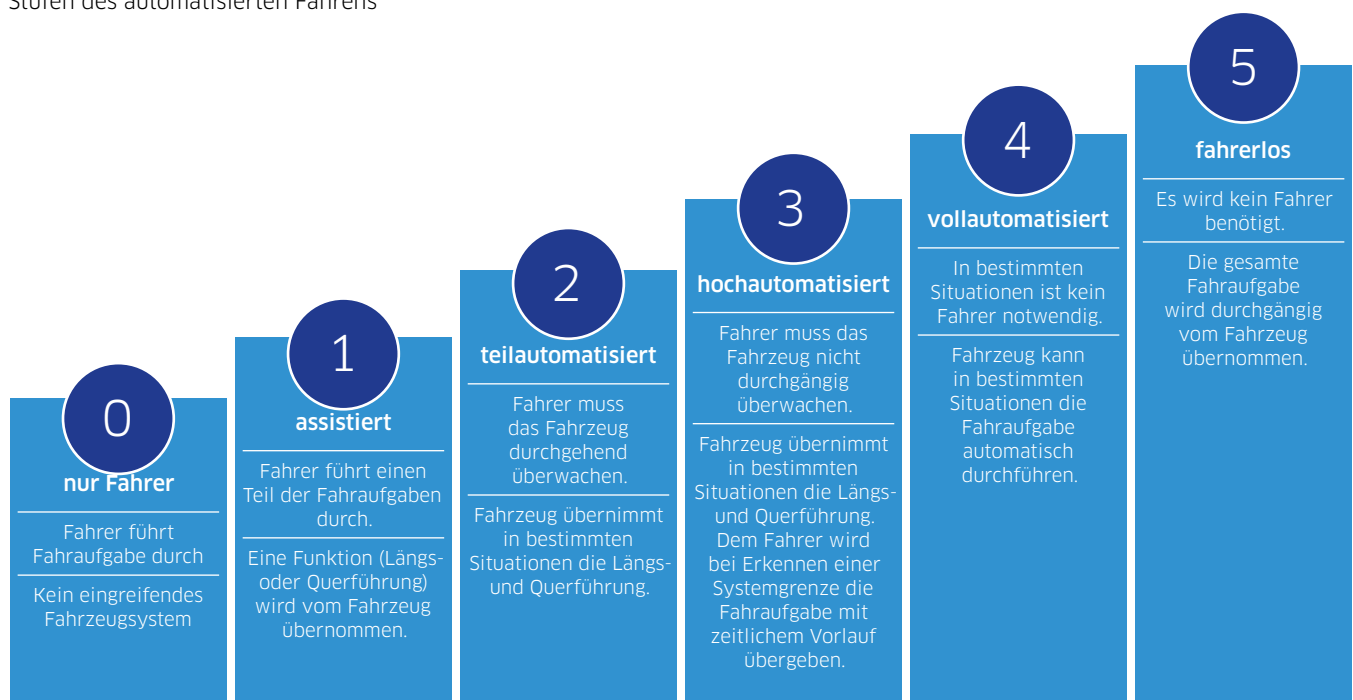 Stufen des automatisierten Fahrens
0
nur Fahrer
Fahrer führt
Fahraufgabe durch
Kein eingreifendes
Fahrzeugsystem
1
assistiert
Fahrer führt einen
Teil der Fahraufgaben
durch.
Eine Funktion (Längs-
oder Querführung)
wird vom Fahrzeug
übernommen.
2
teilautomatisiert
Fahrer muss
das Fahrzeug
durchgehend
überwachen.
Fahrzeug übernimmt
in bestimmten
Situationen die Längs-
und Querführung.
3
hochautomatisiert
Fahrer muss das
Fahrzeug nicht
durchgängig
überwachen.
Fahrzeug übernimmt
in bestimmten
Situationen die Längs-
und Querführung.
Dem Fahrer wird
bei Erkennen einer
Systemgrenze die
Fahraufgabe mit
zeitlichem Vorlauf
übergeben.
4
vollautomatisiert
In bestimmten
Situationen ist kein
Fahrer notwendig.
Fahrzeug kann
in bestimmten
Situationen die
Fahraufgabe
automatisch
durchführen.
5
fahrerlos
Es wird kein Fahrer
benötigt.
Die gesamte
Fahraufgabe
wird durchgängig
vom Fahrzeug
übernommen.